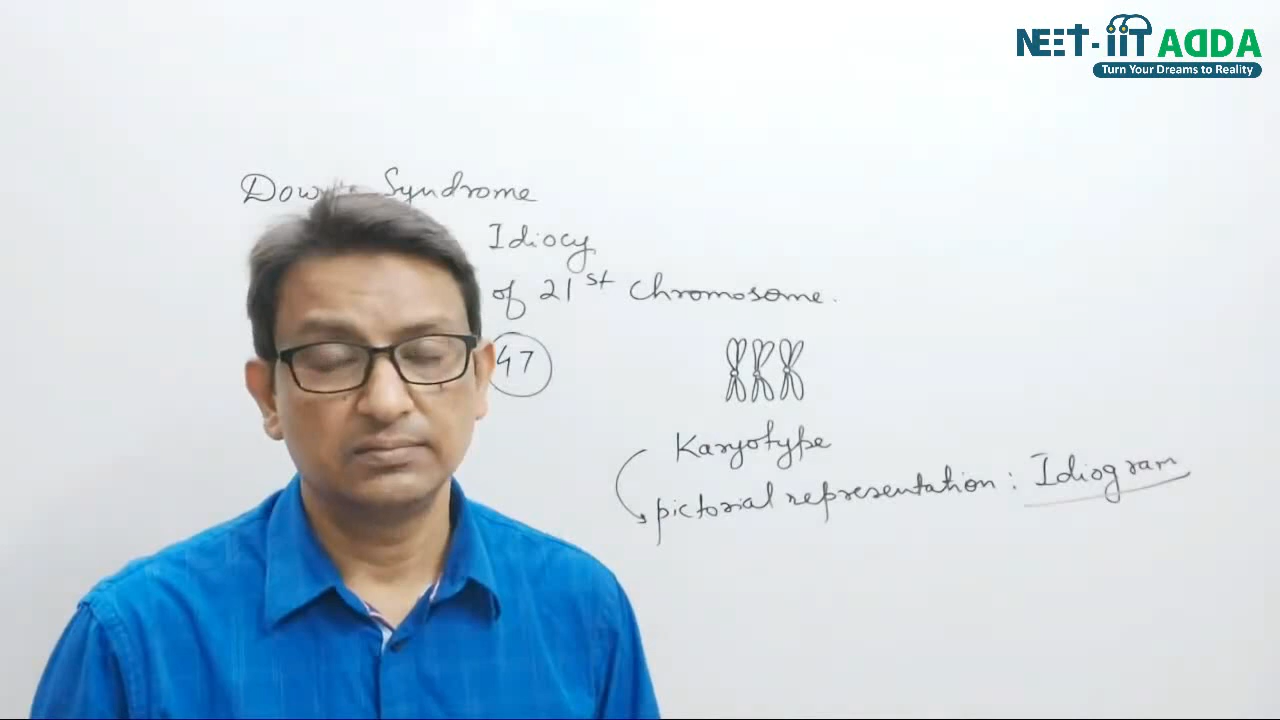 NEET-IIT ADDA
Turn Your Dreams to Reality
Syndrome
Idiocy
of 21st Chromosome.
47
Karyotype
pictorial representation : Idiogram